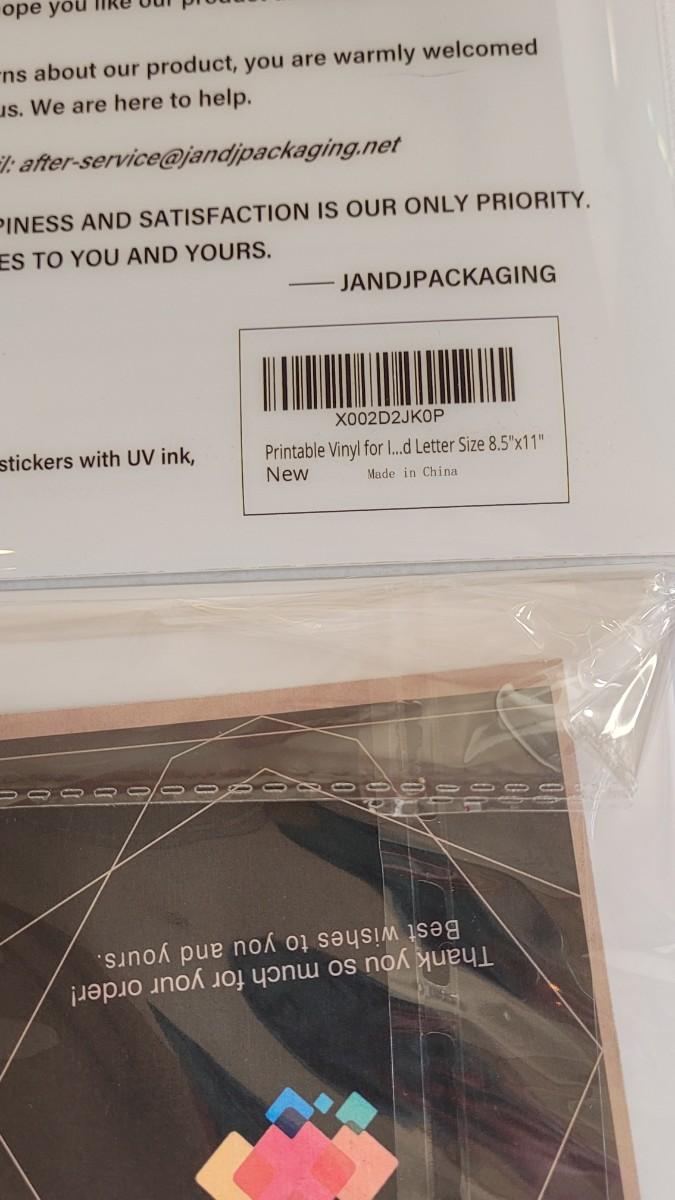 ope you like our product
rns about our product, you are warmly welcomed
us. We are here to help.
il: after-service@jandjpackaging.net
PINESS AND SATISFACTION IS OUR ONLY PRIORITY.
ES TO YOU AND YOURS.
—— JANDJPACKAGING
X002D2JK0P
Printable Vinyl for I...d Letter Size 8.5"x11"
New Made in China
stickers with UV ink,
Thank you so much for your order!
Best wishes to you and yours.